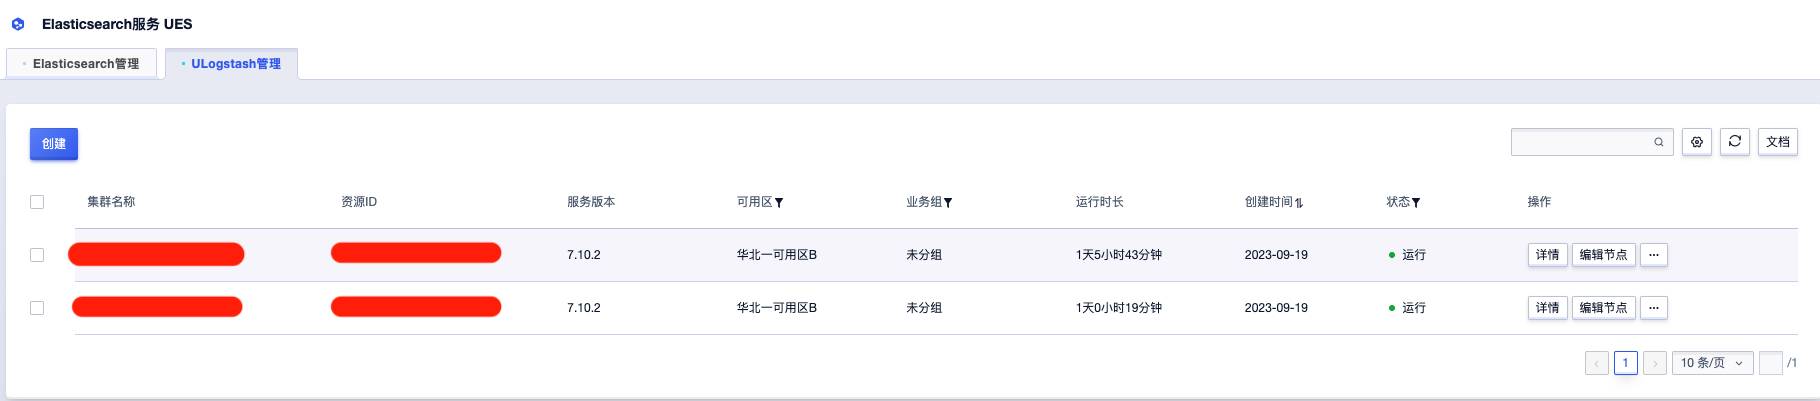 Elasticsearch服务 UES
Elasticsearch管理 ULogstash管理
创建 文档
集群名称 资源ID 服务版本 可用区 业务组 运行时长 创建时间 状态 操作
7.10.2 华北一可用区B 未分组 1天5小时43分钟 2023-09-19 运行 详情 编辑节点 ...
7.10.2 华北一可用区B 未分组 1天0小时19分钟 2023-09-19 运行 详情 编辑节点 ...
< 1 > 10 条/页 /1